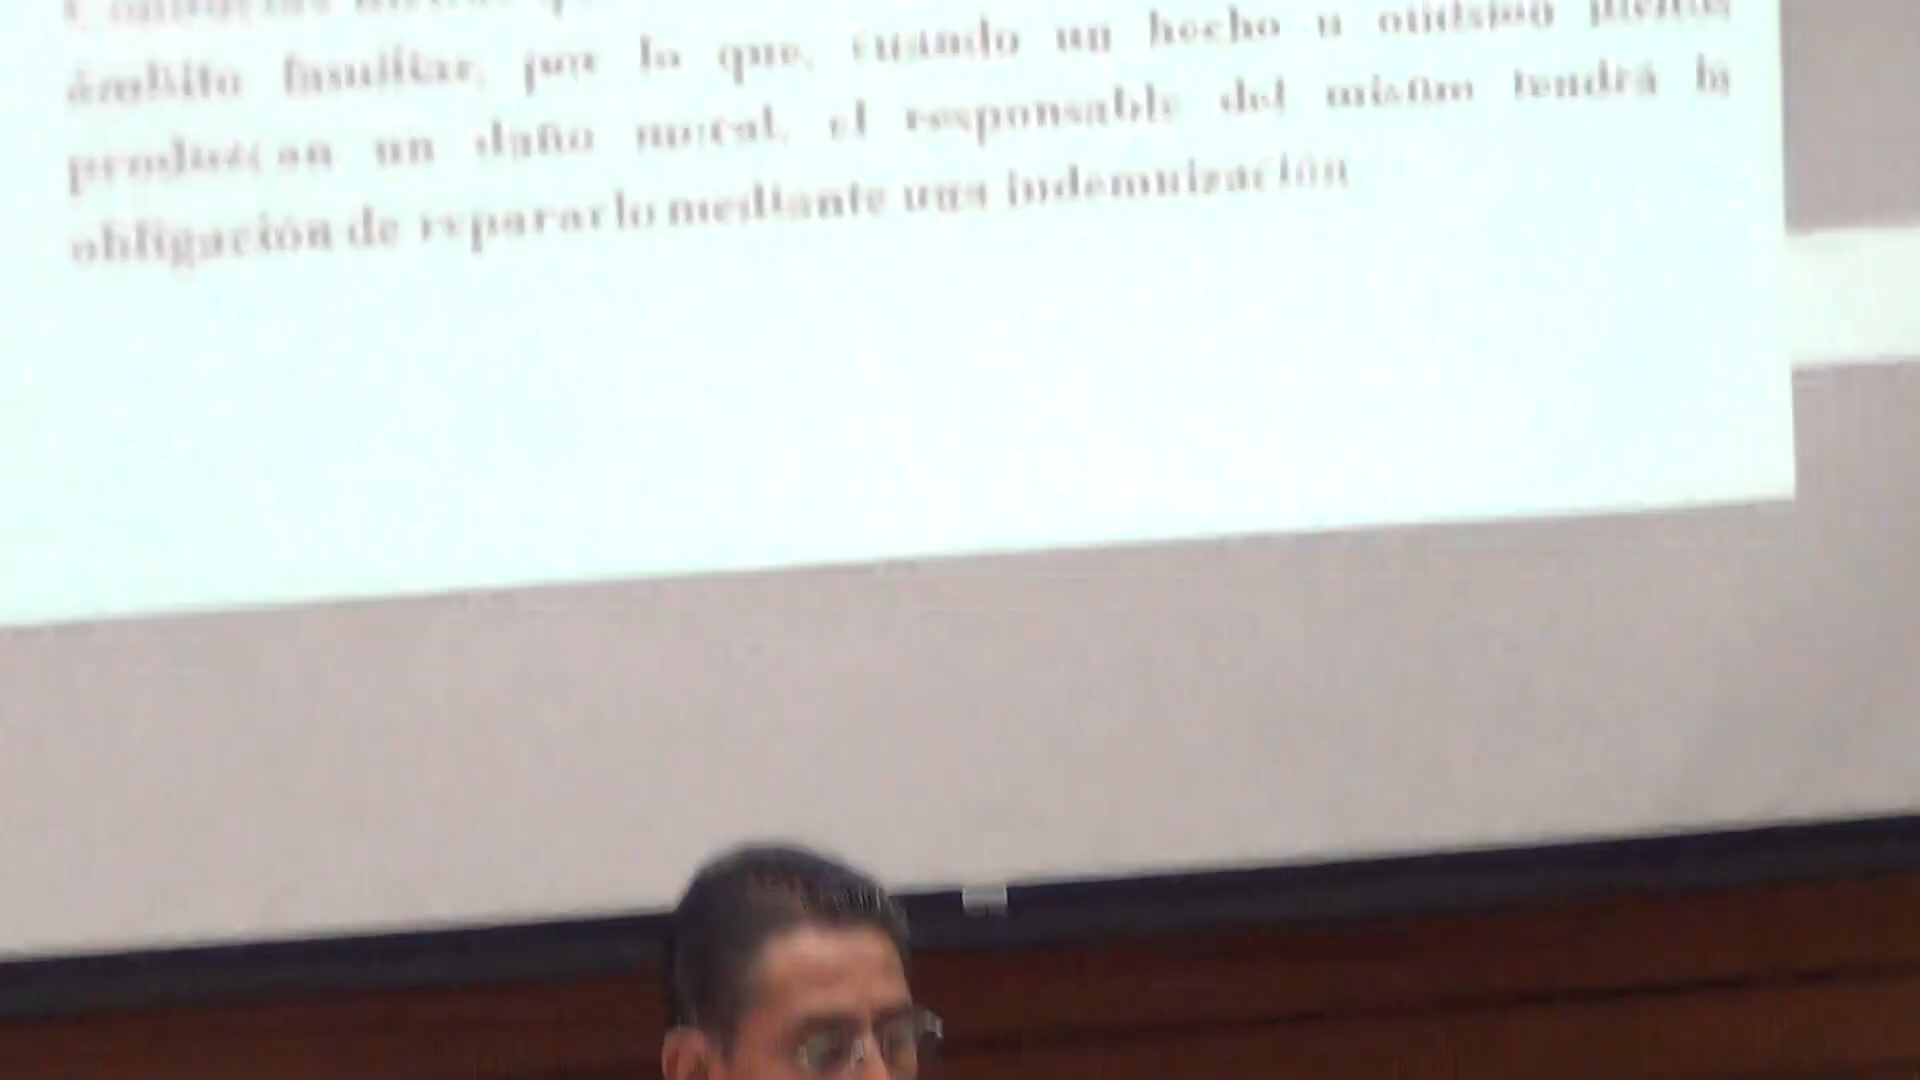 ámbito familiar, por lo que, cuando un hecho u omisión ilícitos
produzcan un daño moral, el responsable del mismo tendrá la
obligación de repararlo mediante una indemnización